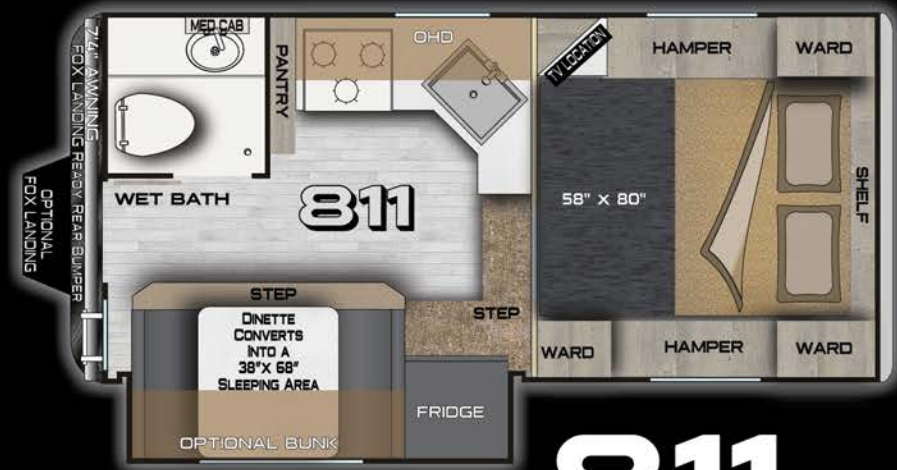 MED CAB
OHD
PANTRY
TV LOCATION
HAMPER
WARD
7'4" AWNING
FOX LANDING READY REAR BUMPER
OPTIONAL
FOX LANDING
WET BATH
811
58" X 80"
SHELF
STEP
STEP
DINETTE
CONVERTS
INTO A
38"X 68"
SLEEPING AREA
WARD
HAMPER
WARD
FRIDGE
OPTIONAL BUNK
811